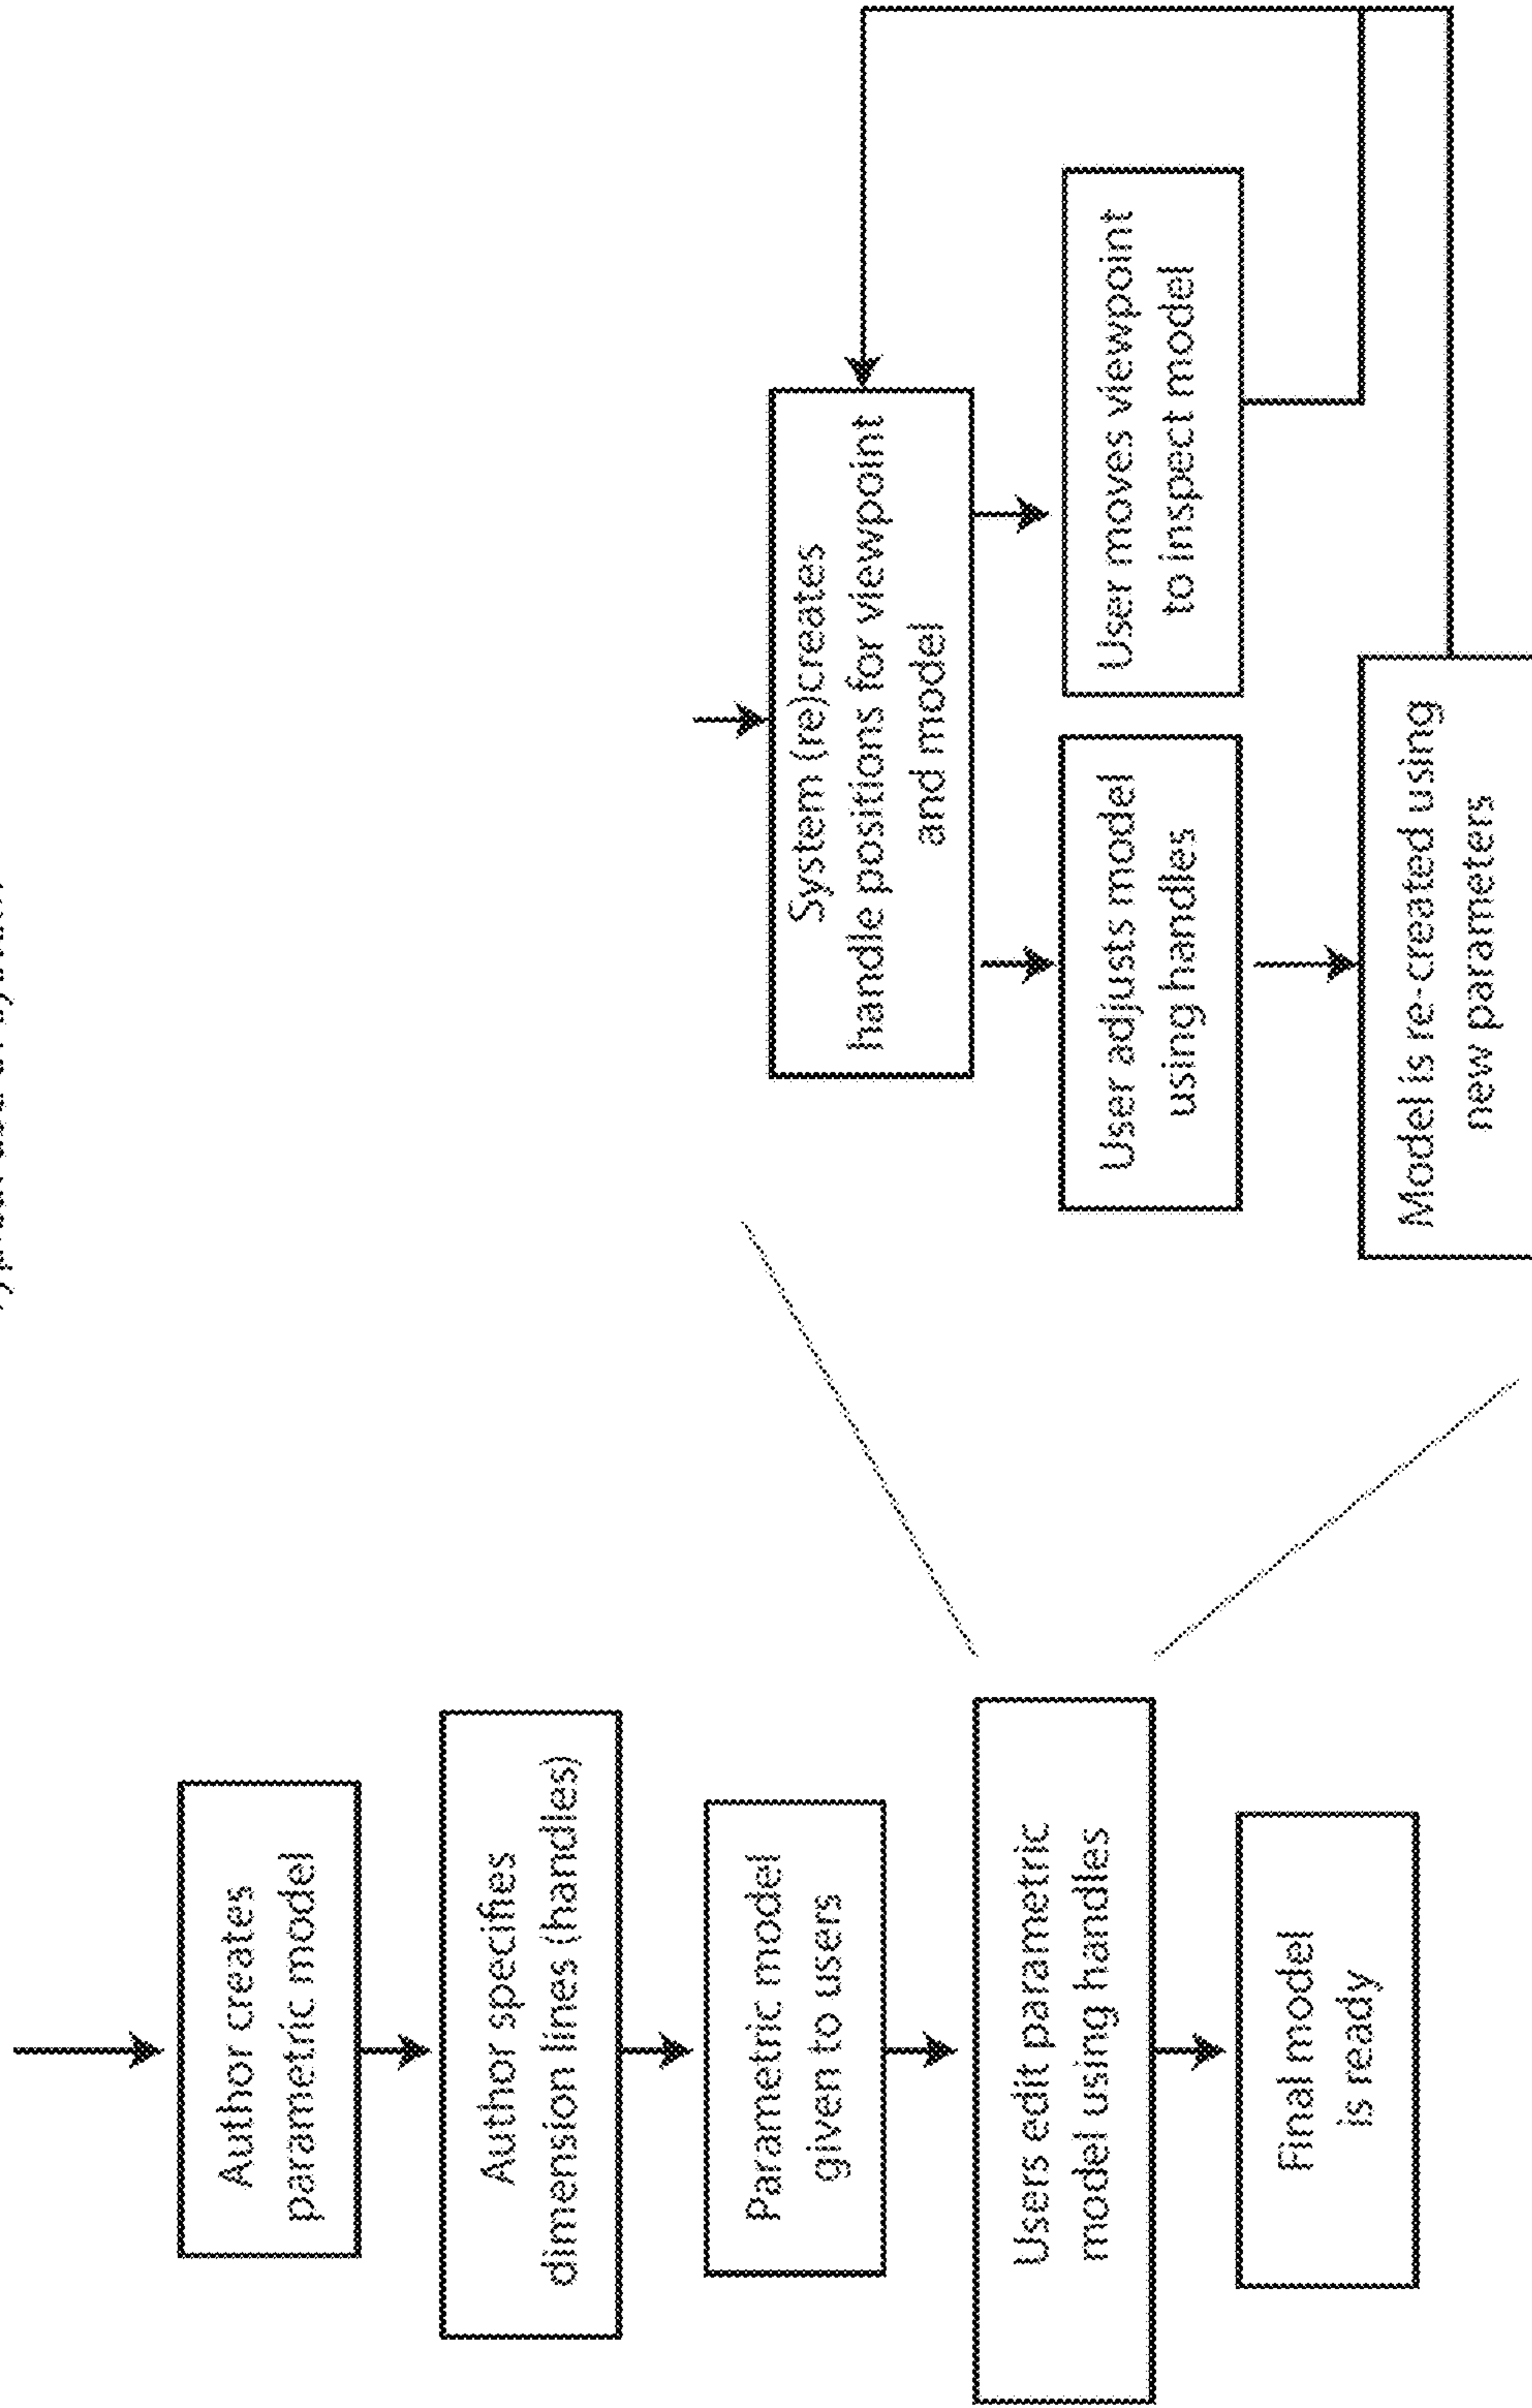 Author creates
parametric model
Author specifies
dimension lines (handles)
Parametric model
given to users
Users edit parametric
model using handles
Final model
is ready
System (re)creates
handle positions for viewpoint
and model
User adjusts model
using handles
User moves viewpoint
to inspect model
Model is re-created using
new parameters